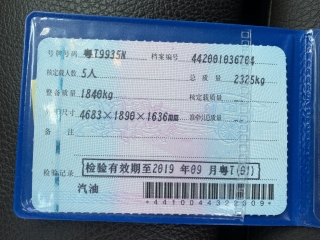 号牌号码 粤T9935N 档案编号 442001036704
核定载人数 5人 总质量 2325kg
整备质量 1840kg 核定载质量
尺寸 4683×1890×1636mm 准牵引总质量
备注
检验记录 检验有效期至2019年09月粤T(01)
汽油